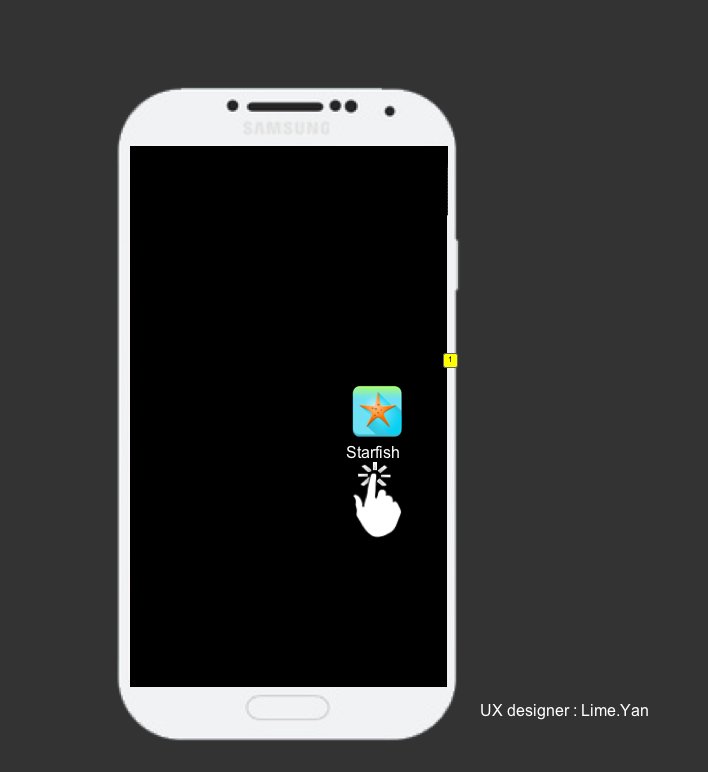 SAMSUNG
1
Starfish
UX designer : Lime.Yan